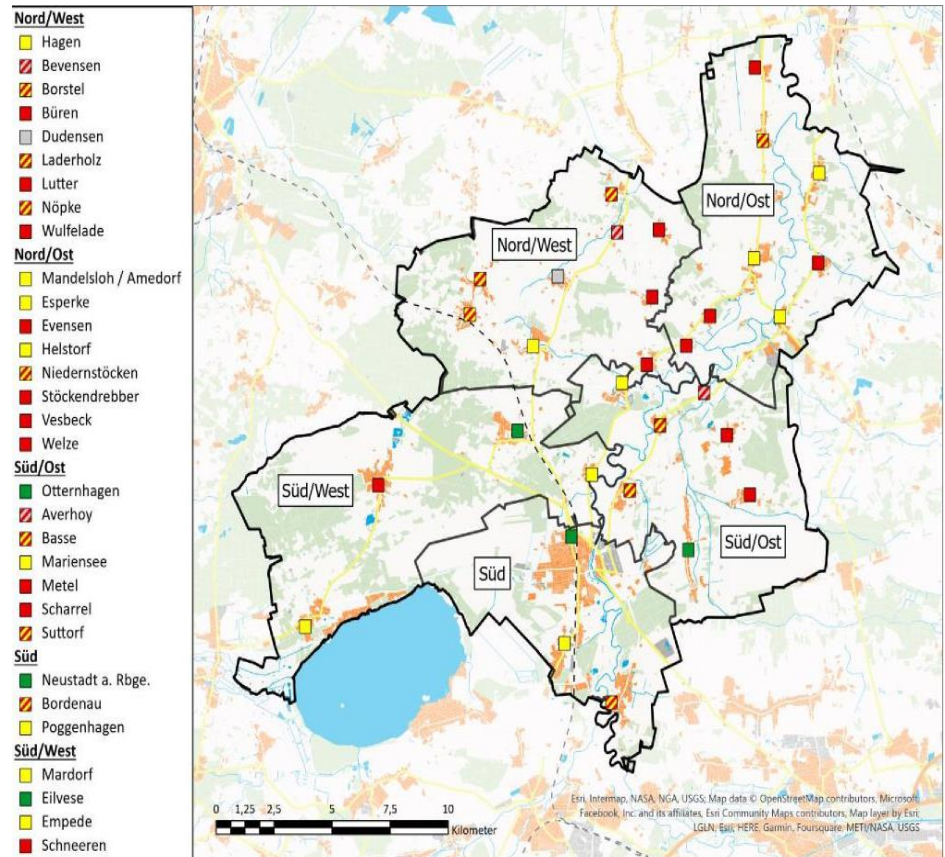 Nord/West
Hagen
Bevensen
Borstel
Büren
Dudensen
Laderholz
Lutter
Nöpke
Wulfelade
Nord/Ost
Mandelsloh / Amedorf
Esperke
Evensen
Helstorf
Niedernstöcken
Stöckendrebber
Vesbeck
Welze
Süd/Ost
Otternhagen
Averhoy
Basse
Mariensee
Metel
Scharrel
Suttorf
Süd
Neustadt a. Rbge.
Bordenau
Poggenhagen
Süd/West
Mardorf
Eilvese
Empede
Schneeren
Nord/Ost
Nord/West
Süd/West
Süd/Ost
Süd
0 1,25 2,5 5 7,5 10
Kilometer
Esri, Intermap, NASA, NGA, USGS; Map data © OpenStreetMap contributors, Microsoft,
Facebook, Inc. and its affiliates, Esri Community Maps contributors, Map layer by Esri;
LGLN, Esri, HERE, Garmin, Foursquare, METI/NASA, USGS